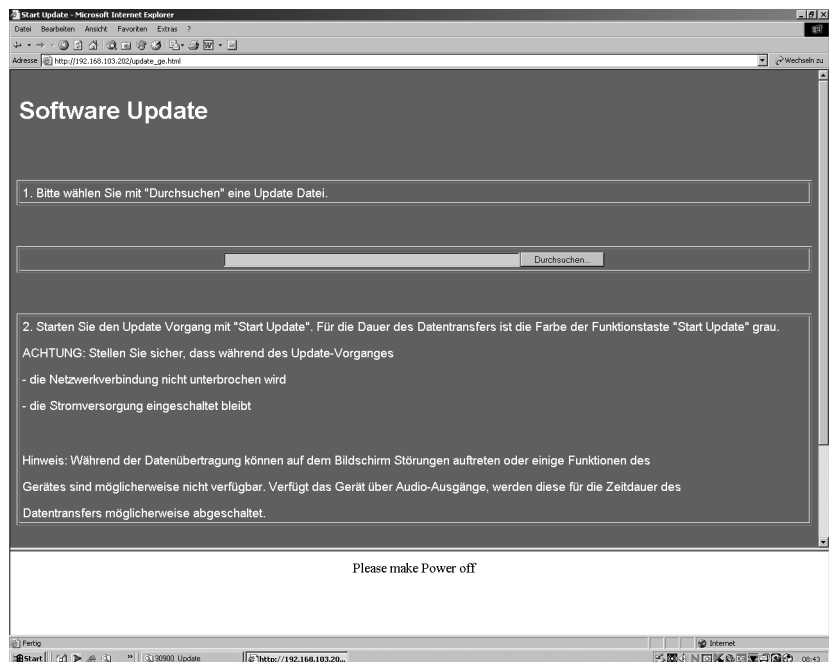 Start Update - Microsoft Internet Explorer
Datei Bearbeiten Ansicht Favoriten Extras ?
Adresse http://192.168.103.202/update_ge.html Wechseln zu
Software Update
1. Bitte wählen Sie mit "Durchsuchen" eine Update Datei.
Durchsuchen...
2. Starten Sie den Update Vorgang mit "Start Update". Für die Dauer des Datentransfers ist die Farbe der Funktionstaste "Start Update" grau.
ACHTUNG: Stellen Sie sicher, dass während des Update-Vorganges
- die Netzwerkverbindung nicht unterbrochen wird
- die Stromversorgung eingeschaltet bleibt
Hinweis: Während der Datenübertragung können auf dem Bildschirm Störungen auftreten oder einige Funktionen des
Gerätes sind möglicherweise nicht verfügbar. Verfügt das Gerät über Audio-Ausgänge, werden diese für die Zeitdauer des
Datentransfers möglicherweise abgeschaltet.
Please make Power off
Fertig Internet
Start » 30900 Update http://192.168.103.20... 08:43